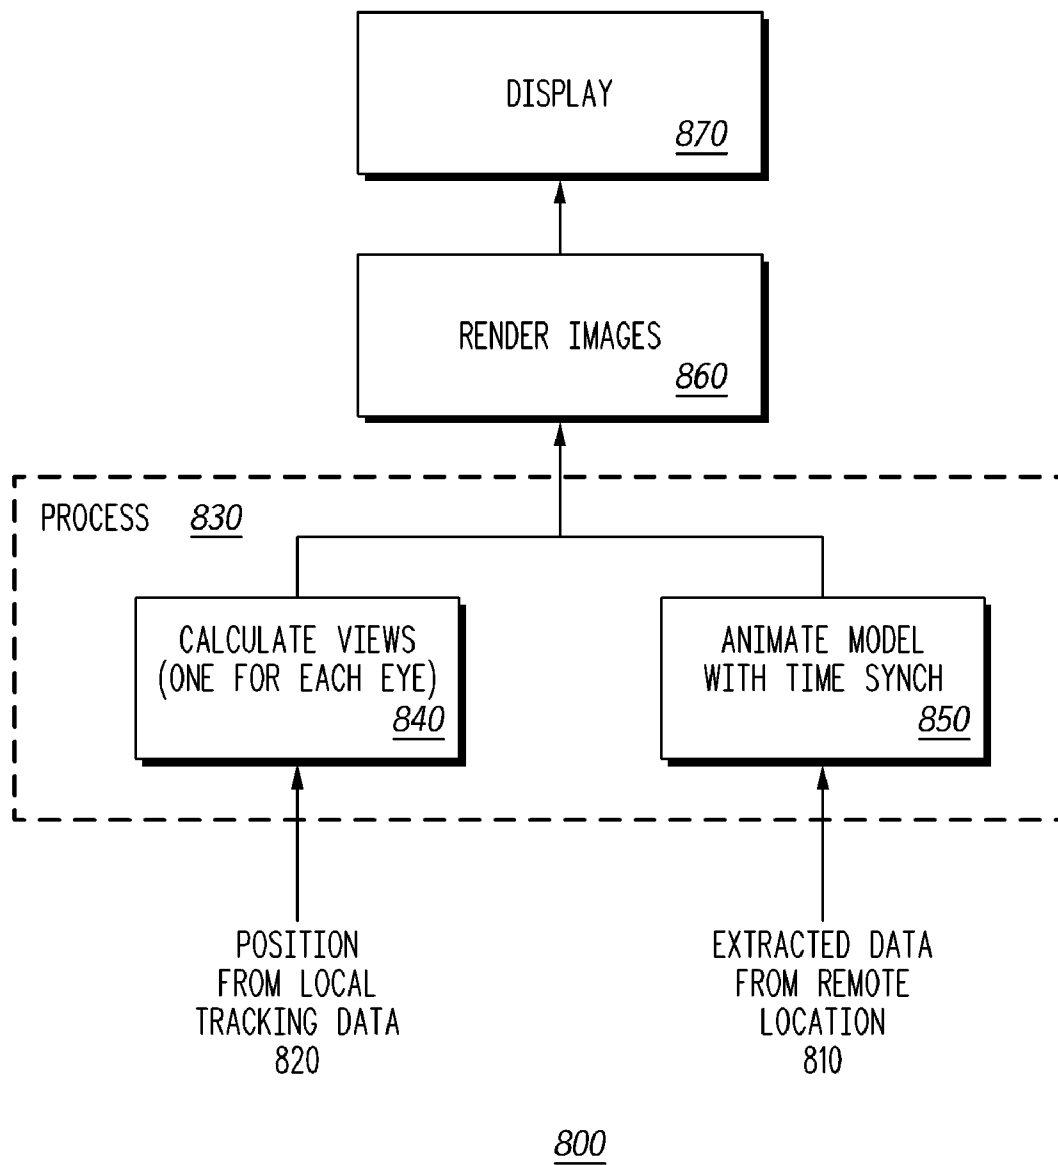 DISPLAY
870
RENDER IMAGES
860
PROCESS 830
CALCULATE VIEWS
(ONE FOR EACH EYE)
840
ANIMATE MODEL
WITH TIME SYNCH
850
POSITION
FROM LOCAL
TRACKING DATA
820
EXTRACTED DATA
FROM REMOTE
LOCATION
810
800